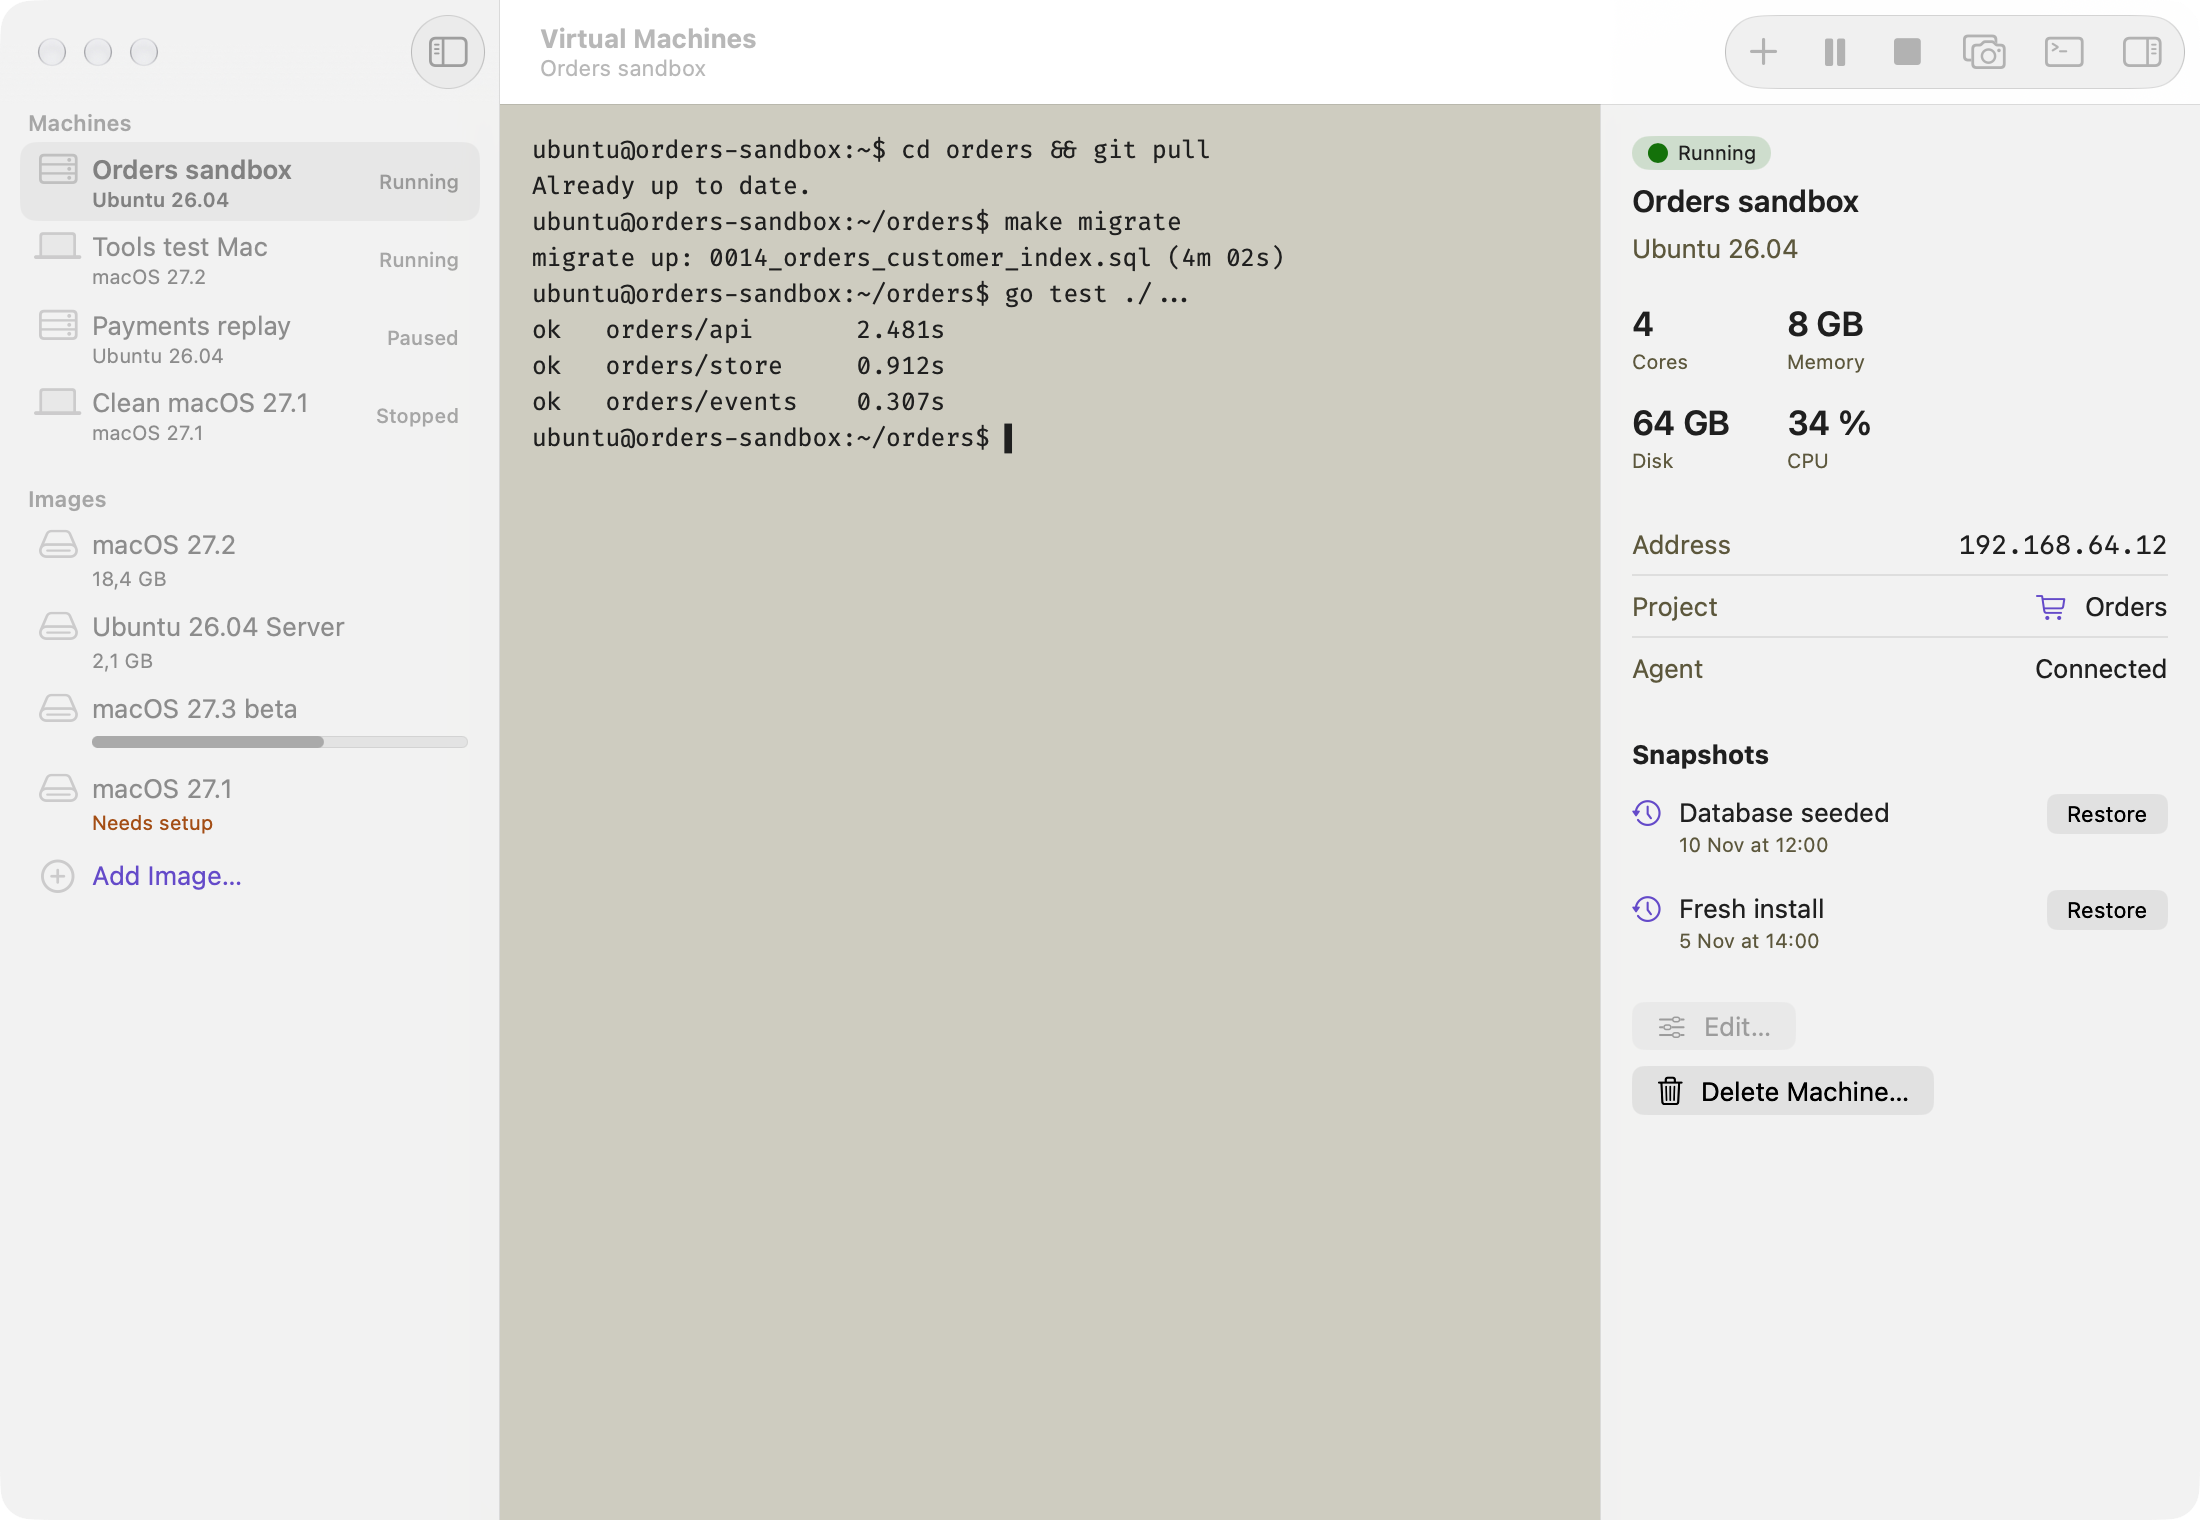 Virtual Machines
Orders sandbox
Machines
Orders sandbox
Ubuntu 26.04
Running
Tools test Mac
macOS 27.2
Running
Payments replay
Ubuntu 26.04
Paused
Clean macOS 27.1
macOS 27.1
Stopped
Images
macOS 27.2
18,4 GB
Ubuntu 26.04 Server
2,1 GB
macOS 27.3 beta
macOS 27.1
Needs setup
Add Image...
ubuntu@orders-sandbox:~$ cd orders && git pull
Already up to date.
ubuntu@orders-sandbox:~/orders$ make migrate
migrate up: 0014_orders_customer_index.sql (4m 02s)
ubuntu@orders-sandbox:~/orders$ go test ./...
ok   orders/api       2.481s
ok   orders/store     0.912s
ok   orders/events    0.307s
ubuntu@orders-sandbox:~/orders$
Running
Orders sandbox
Ubuntu 26.04
4 Cores
8 GB Memory
64 GB Disk
34 % CPU
Address 192.168.64.12
Project Orders
Agent Connected
Snapshots
Database seeded
10 Nov at 12:00
Restore
Fresh install
5 Nov at 14:00
Restore
Edit...
Delete Machine...